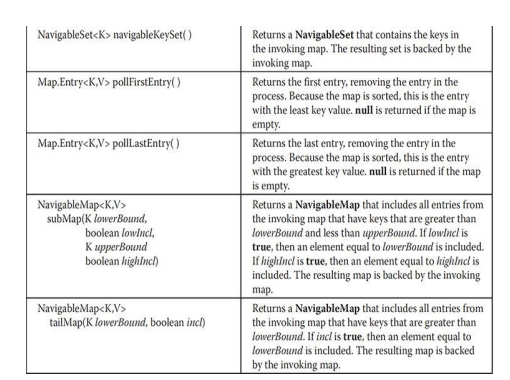 NavigableSet<K> navigableKeySet( )
Returns a NavigableSet that contains the keys in
the invoking map. The resulting set is backed by the
invoking map.
Map.Entry<K,V> pollFirstEntry( )
Returns the first entry, removing the entry in the
process. Because the map is sorted, this is the entry
with the least key value. null is returned if the map is
empty.
Map.Entry<K,V> pollLastEntry( )
Returns the last entry, removing the entry in the
process. Because the map is sorted, this is the entry
with the greatest key value. null is returned if the map
is empty.
NavigableMap<K,V>
subMap(K lowerBound,
boolean lowIncl,
K upperBound
boolean highIncl)
Returns a NavigableMap that includes all entries from
the invoking map that have keys that are greater than
lowerBound and less than upperBound. If lowIncl is
true, then an element equal to lowerBound is included.
If highIncl is true, then an element equal to highIncl is
included. The resulting map is backed by the invoking
map.
NavigableMap<K,V>
tailMap(K lowerBound, boolean incl)
Returns a NavigableMap that includes all entries from
the invoking map that have keys that are greater than
lowerBound. If incl is true, then an element equal to
lowerBound is included. The resulting map is backed
by the invoking map.